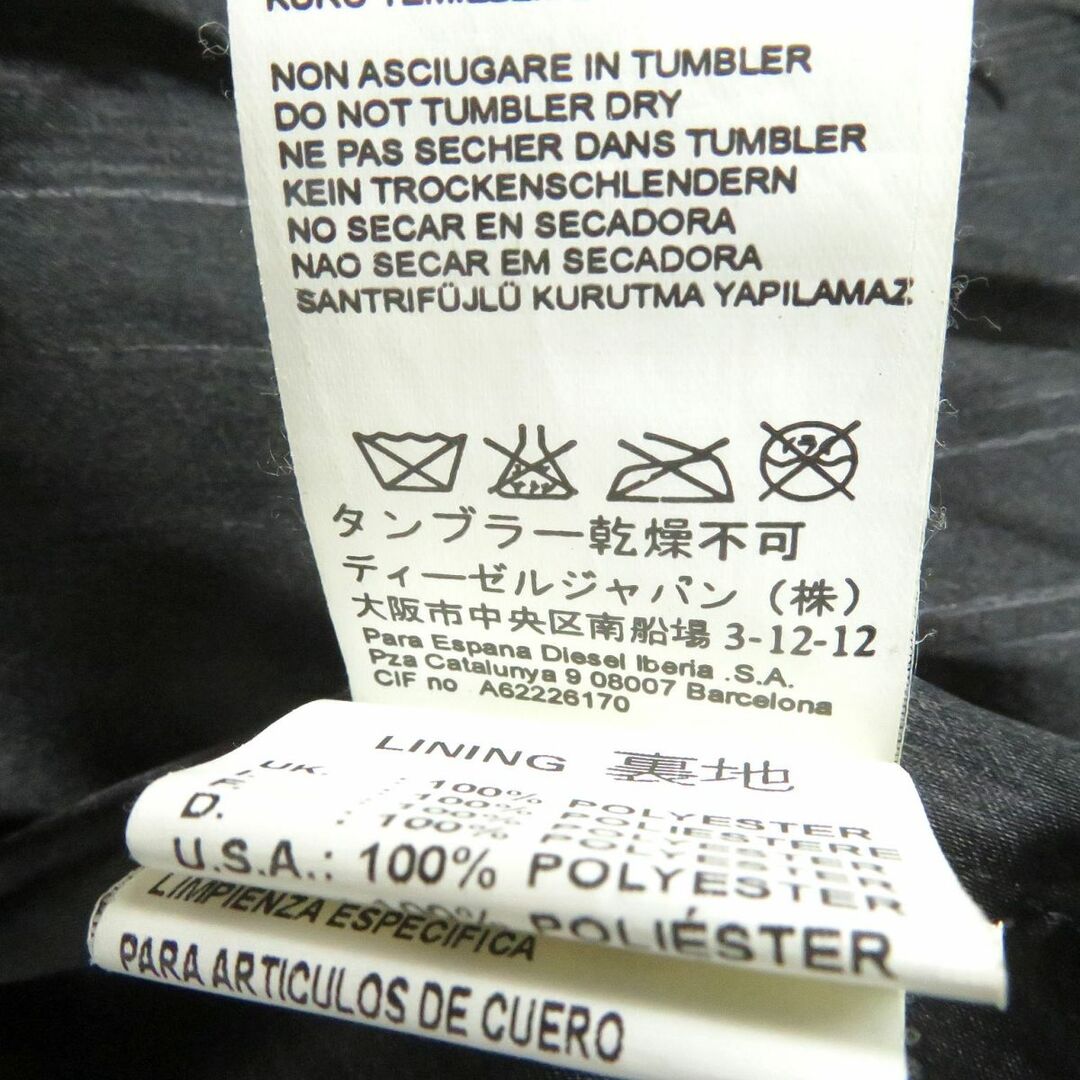 NON ASCIUGARE IN TUMBLER
DO NOT TUMBLER DRY
NE PAS SECHER DANS TUMBLER
KEIN TROCKENSCHLENDERN
NO SECAR EN SECADORA
NAO SECAR EM SECADORA
SANTRIFÜJLÜ KURUTMA YAPILAMAZ
タンブラー乾燥不可
ティーゼルジャパン(株)
大阪市中央区南船場 3-12-12
Para Espana Diesel Iberia .S.A.
Pza Catalunya 9 08007 Barcelona
CIF no A62226170
LINING 裏地
UK. : 100% POLYESTER
: 100% POLYESTERE
D. : 100% POLYESTER
U.S.A.: 100% POLYESTER
POLIÉSTER
LIMPIENZA ESPECIFICA
PARA ARTICULOS DE CUERO